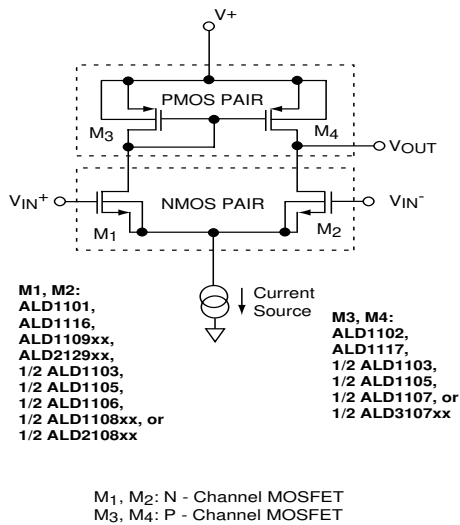 V+
PMOS PAIR
M3
M4
VOUT
VIN+
NMOS PAIR
VIN-
M1
M2
Current
Source
M1, M2:
ALD1101,
ALD1116,
ALD1109xx,
ALD2129xx,
1/2 ALD1103,
1/2 ALD1105,
1/2 ALD1106,
1/2 ALD1108xx, or
1/2 ALD2108xx
M3, M4:
ALD1102,
ALD1117,
1/2 ALD1103,
1/2 ALD1105,
1/2 ALD1107, or
1/2 ALD3107xx
M1, M2: N - Channel MOSFET
M3, M4: P - Channel MOSFET